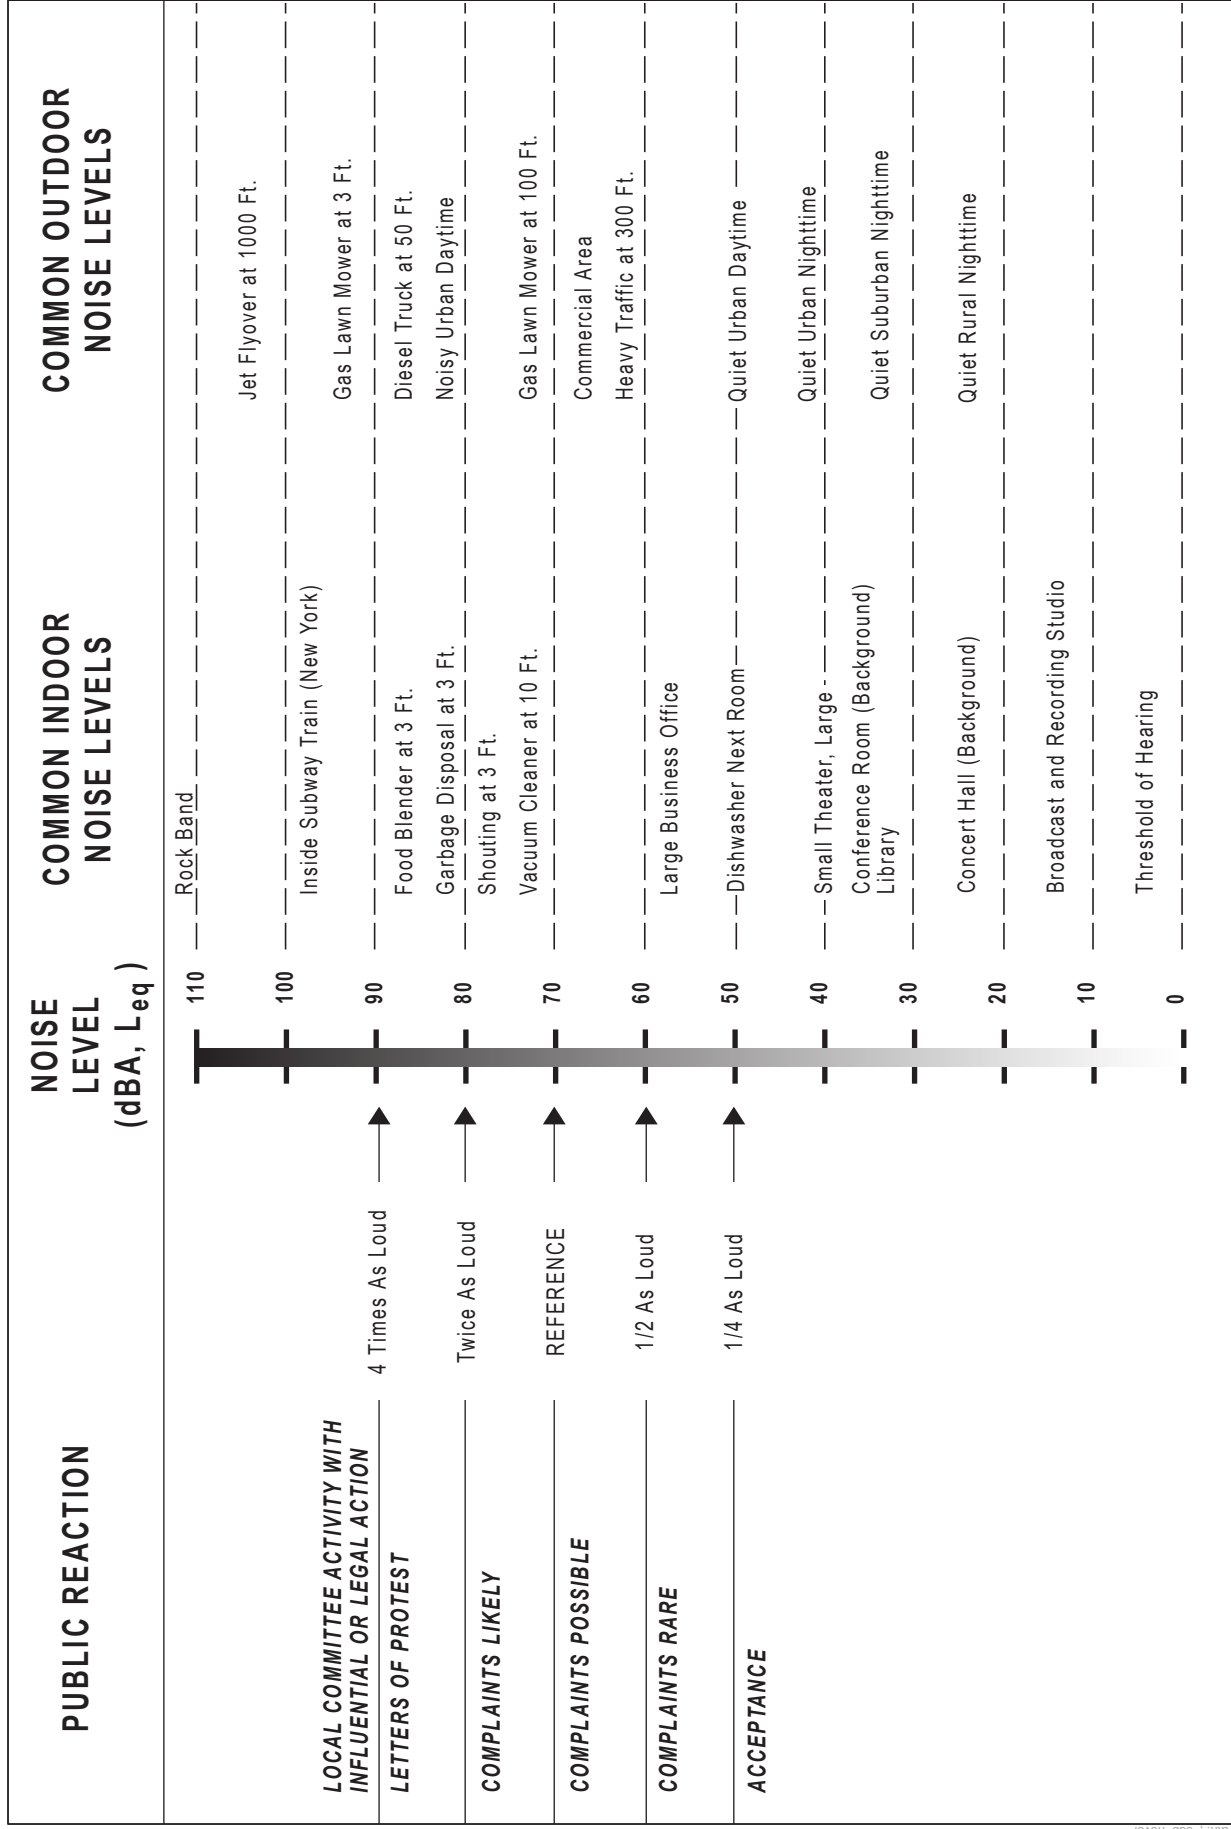 PUBLIC REACTION
NOISE
LEVEL
(dBA, Leq )
COMMON INDOOR
NOISE LEVELS
COMMON OUTDOOR
NOISE LEVELS
LOCAL COMMITTEE ACTIVITY WITH
INFLUENTIAL OR LEGAL ACTION
LETTERS OF PROTEST
COMPLAINTS LIKELY
COMPLAINTS POSSIBLE
COMPLAINTS RARE
ACCEPTANCE
4 Times As Loud
Twice As Loud
REFERENCE
1/2 As Loud
1/4 As Loud
110
100
90
80
70
60
50
40
30
20
10
0
Rock Band
Inside Subway Train (New York)
Food Blender at 3 Ft.
Garbage Disposal at 3 Ft.
Shouting at 3 Ft.
Vacuum Cleaner at 10 Ft.
Large Business Office
Dishwasher Next Room
Small Theater, Large
Conference Room (Background)
Library
Concert Hall (Background)
Broadcast and Recording Studio
Threshold of Hearing
Jet Flyover at 1000 Ft.
Gas Lawn Mower at 3 Ft.
Diesel Truck at 50 Ft.
Noisy Urban Daytime
Gas Lawn Mower at 100 Ft.
Commercial Area
Heavy Traffic at 300 Ft.
Quiet Urban Daytime
Quiet Urban Nighttime
Quiet Suburban Nighttime
Quiet Rural Nighttime